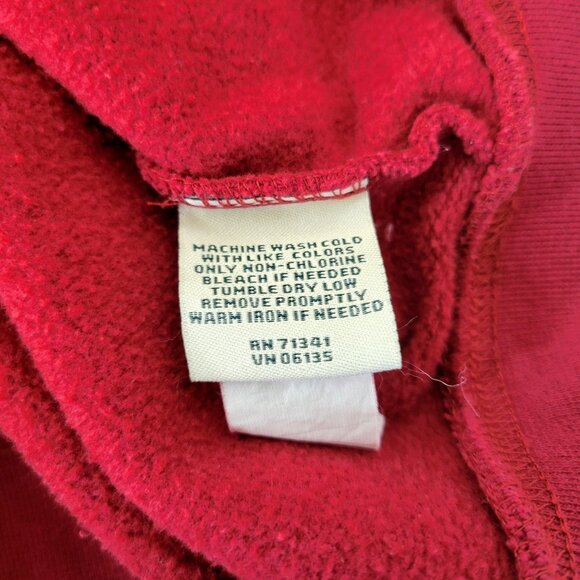 MACHINE WASH COLD
WITH LIKE COLORS
ONLY NON-CHLORINE
BLEACH IF NEEDED
TUMBLE DRY LOW
REMOVE PROMPTLY
WARM IRON IF NEEDED
RN 71341
VN 06135